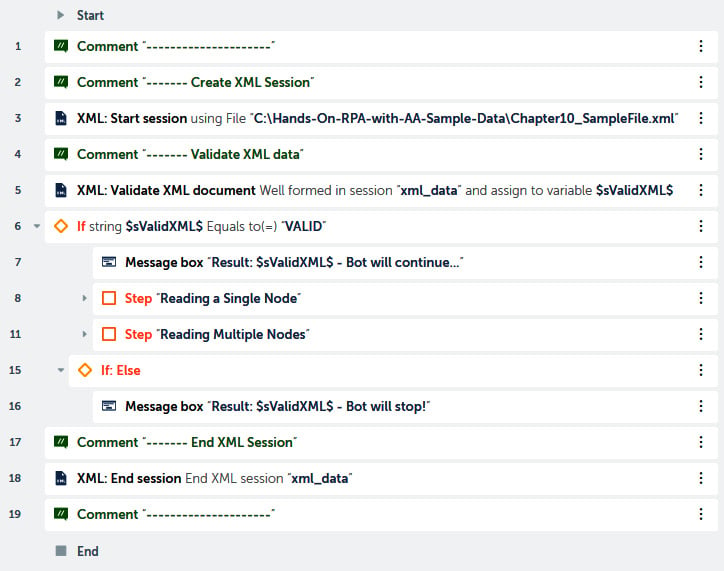 Start
1 Comment "---------------------"
2 Comment "------- Create XML Session"
3 XML: Start session using File "C:\Hands-On-RPA-with-AA-Sample-Data\Chapter10_SampleFile.xml"
4 Comment "------- Validate XML data"
5 XML: Validate XML document Well formed in session "xml_data" and assign to variable $sValidXML$
6 If string $sValidXML$ Equals to(=) "VALID"
7 Message box "Result: $sValidXML$ - Bot will continue..."
8 Step "Reading a Single Node"
11 Step "Reading Multiple Nodes"
15 If: Else
16 Message box "Result: $sValidXML$ - Bot will stop!"
17 Comment "------- End XML Session"
18 XML: End session End XML session "xml_data"
19 Comment "---------------------"
End